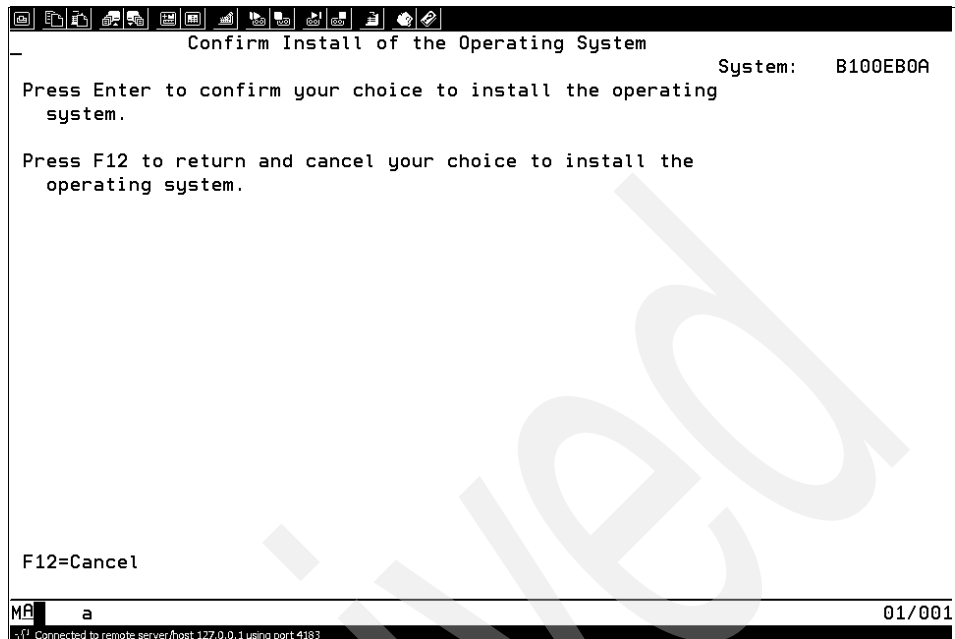 Confirm Install of the Operating System
System: B100EB0A
Press Enter to confirm your choice to install the operating
system.
Press F12 to return and cancel your choice to install the
operating system.
F12=Cancel
MA a 01/001
Connected to remote server/host 127.0.0.1 using port 4183